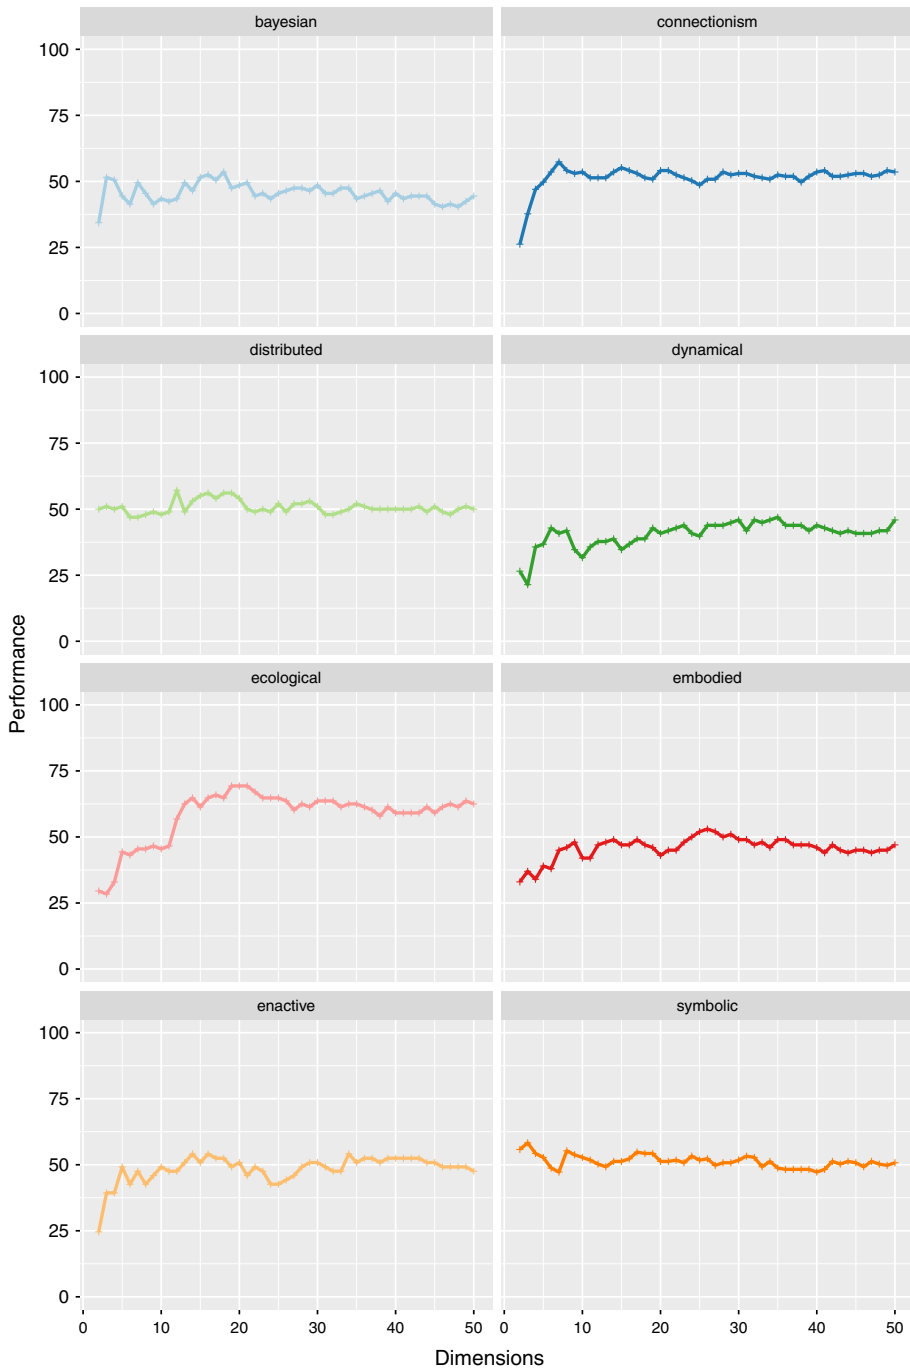 bayesian connectionism
100
75
50
25
0
distributed dynamical
100
75
50
25
0
Performance
ecological embodied
100
75
50
25
0
enactive symbolic
100
75
50
25
0
0 10 20 30 40 50 0 10 20 30 40 50
Dimensions